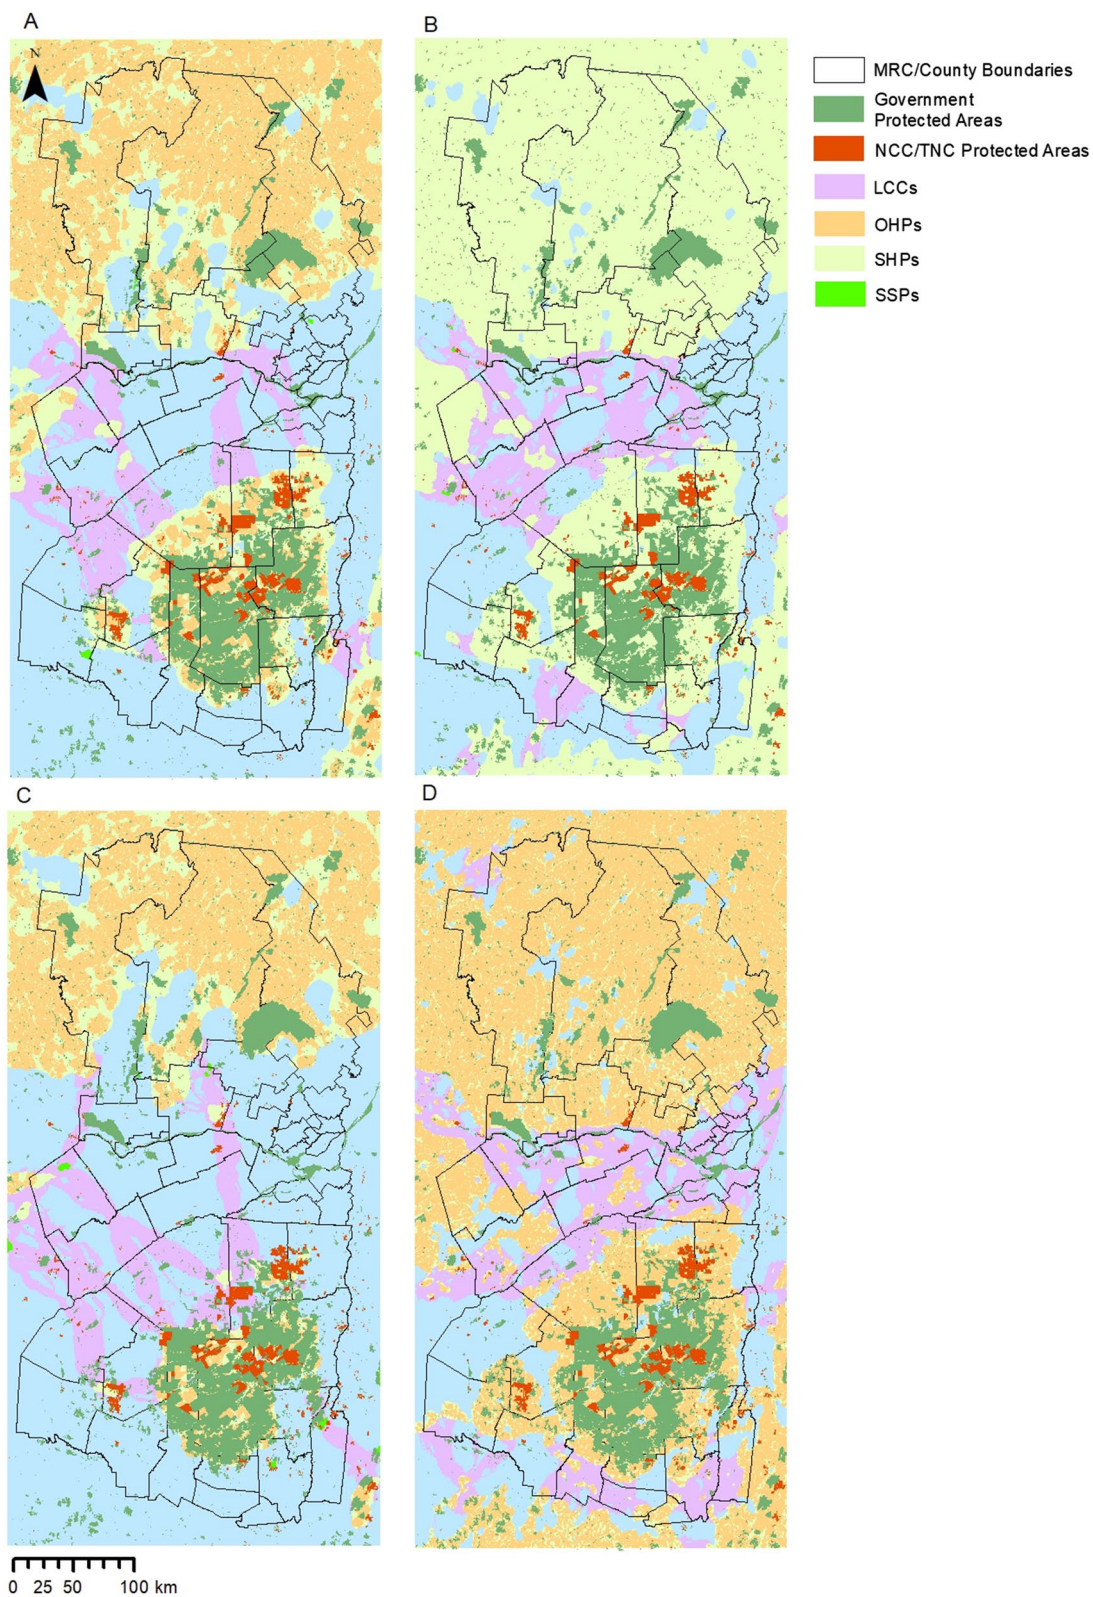 A
B
N
MRC/County Boundaries
Government
Protected Areas
NCC/TNC Protected Areas
LCCs
OHPs
SHPs
SSPs
C
D
0 25 50 100 km